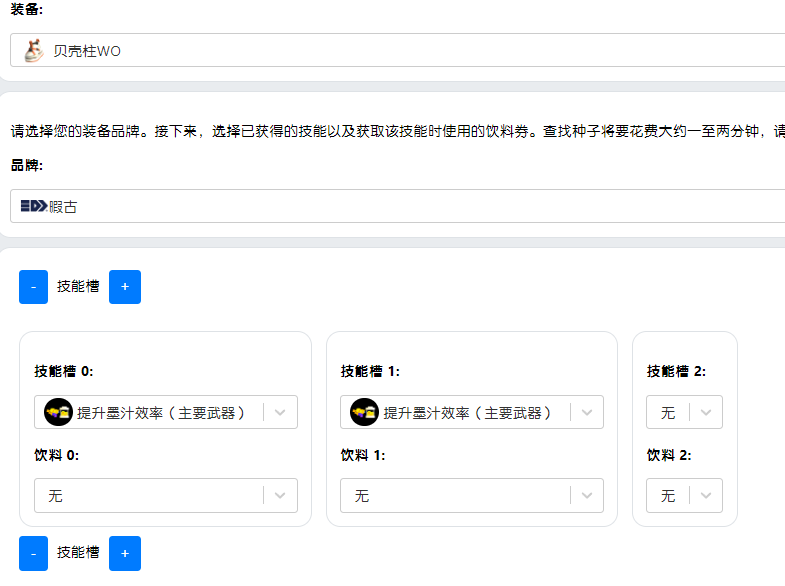 装备:
贝壳柱WO
请选择您的装备品牌。接下来，选择已获得的技能以及获取该技能时使用的饮料券。查找种子将要花费大约一至两分钟，请
品牌:
暇古
- 技能槽 +
技能槽 0: 技能槽 1: 技能槽 2:
提升墨汁效率（主要武器） 提升墨汁效率（主要武器） 无
饮料 0: 饮料 1: 饮料 2:
无 无 无
- 技能槽 +